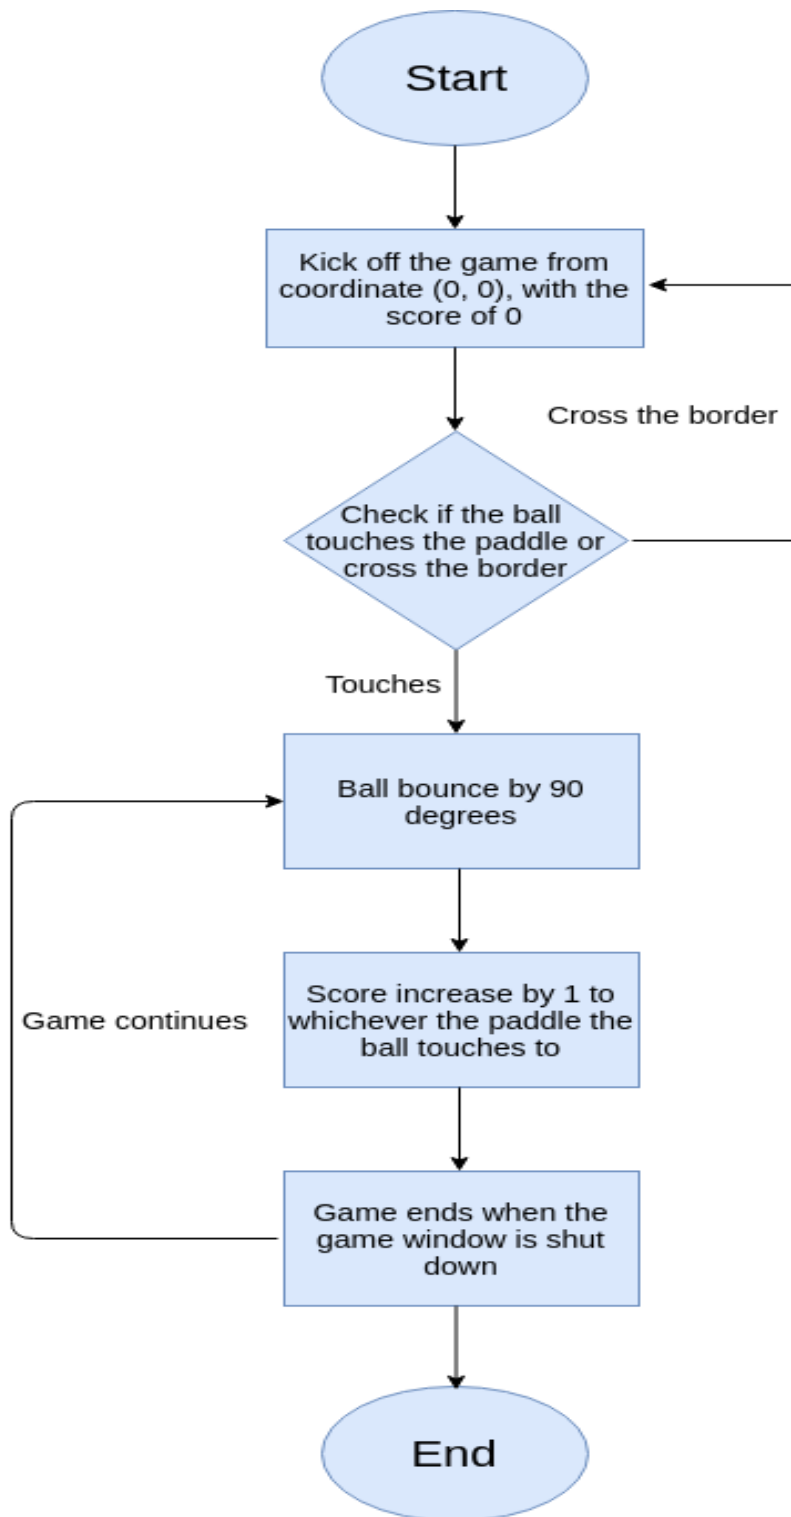 Start
Kick off the game from
coordinate (0, 0), with the
score of 0
Cross the border
Check if the ball
touches the paddle or
cross the border
Touches
Ball bounce by 90
degrees
Score increase by 1 to
whichever the paddle the
ball touches to
Game continues
Game ends when the
game window is shut
down
End